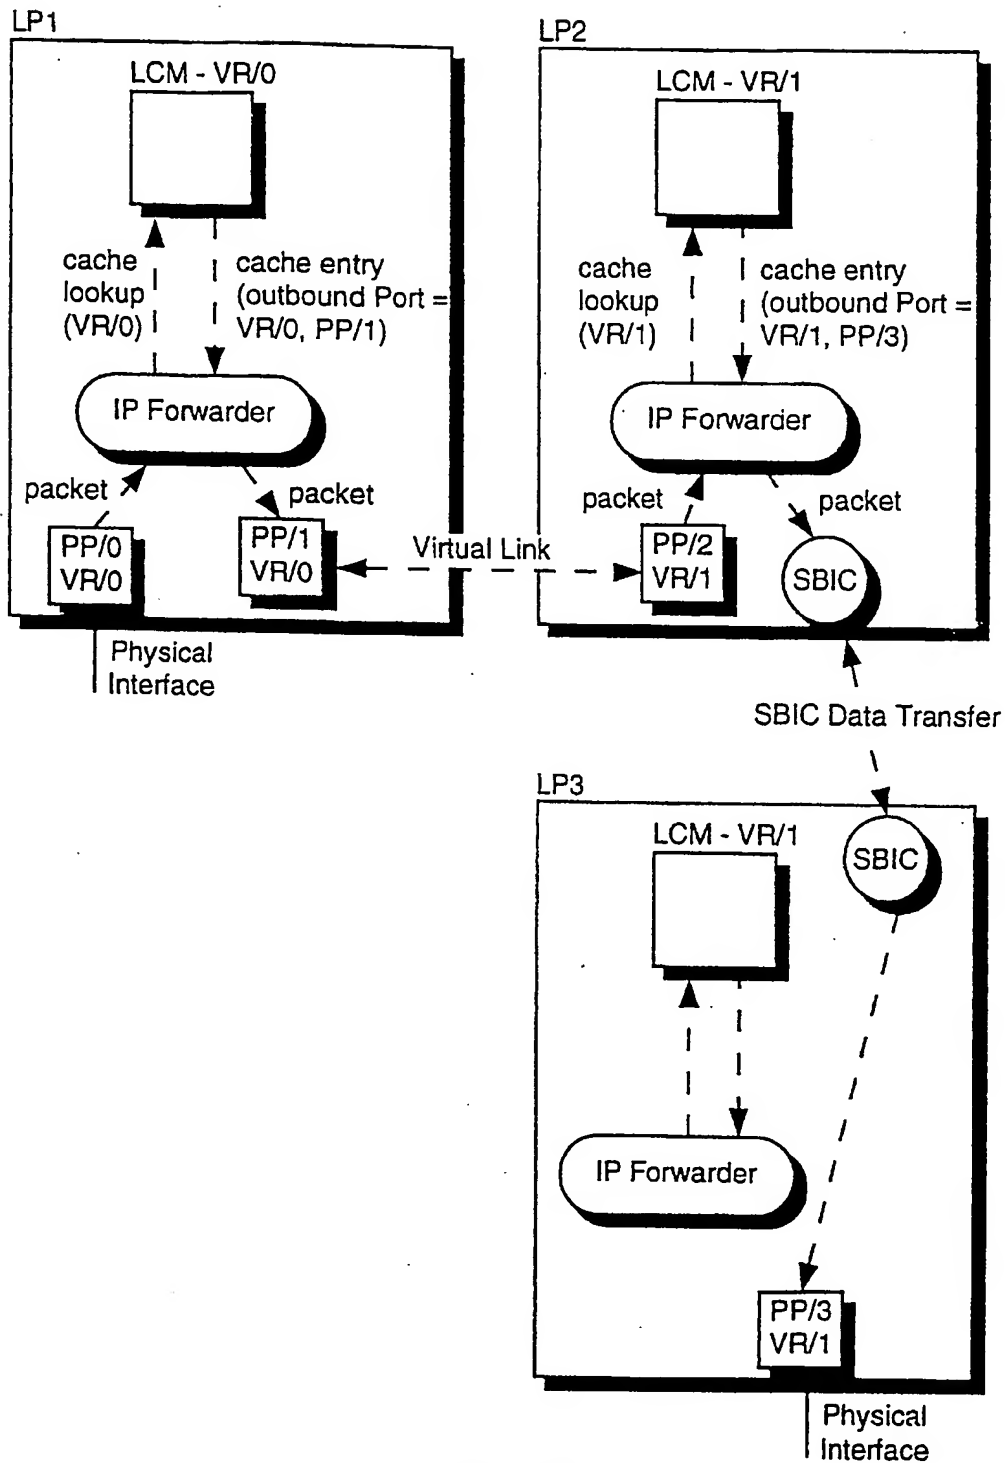 LP1
LCM - VR/0
cache
lookup
(VR/0)
cache entry
(outbound Port =
VR/0, PP/1)
IP Forwarder
packet
packet
PP/0
VR/0
PP/1
VR/0
Physical
Interface
Virtual Link
LP2
LCM - VR/1
cache
lookup
(VR/1)
cache entry
(outbound Port =
VR/1, PP/3)
IP Forwarder
packet
packet
PP/2
VR/1
SBIC
SBIC Data Transfer
LP3
LCM - VR/1
SBIC
IP Forwarder
PP/3
VR/1
Physical
Interface